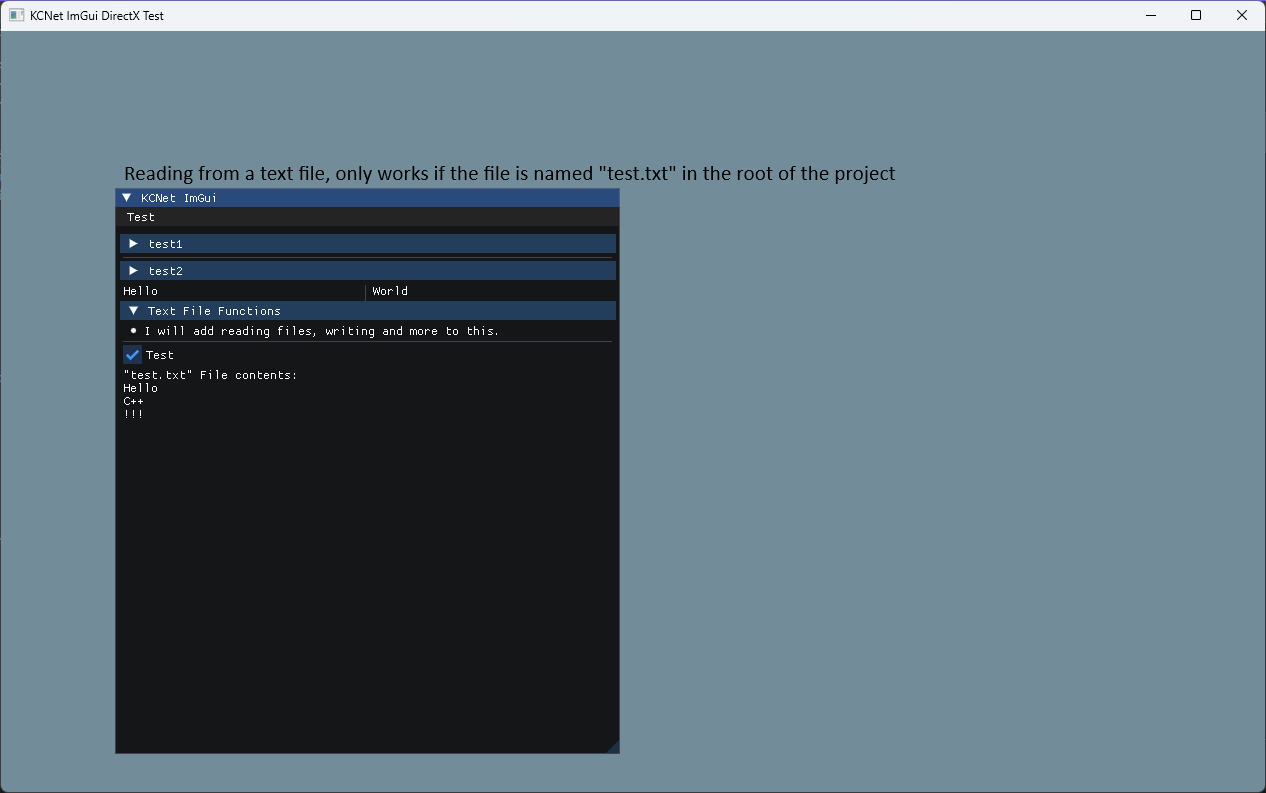 KCNet ImGui DirectX Test
Reading from a text file, only works if the file is named "test.txt" in the root of the project
KCNet ImGui
Test
test1
test2
Hello World
Text File Functions
I will add reading files, writing and more to this.
Test
"test.txt" File contents:
Hello
C++
!!!